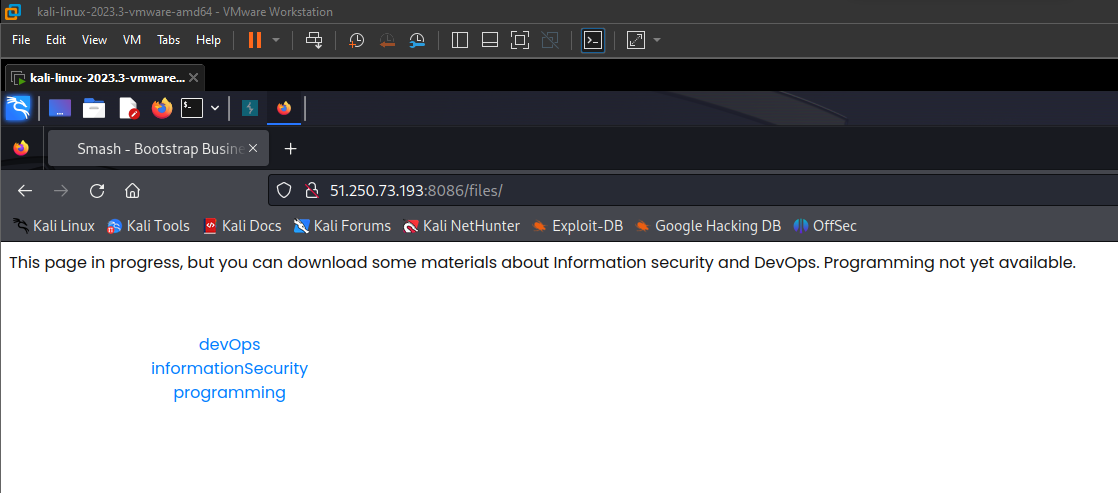 kali-linux-2023.3-vmware-amd64 - VMware Workstation
File Edit View VM Tabs Help
kali-linux-2023.3-vmware...
Smash - Bootstrap Busine
51.250.73.193:8086/files/
Kali Linux Kali Tools Kali Docs Kali Forums Kali NetHunter Exploit-DB Google Hacking DB OffSec
This page in progress, but you can download some materials about Information security and DevOps. Programming not yet available.
devOps
informationSecurity
programming